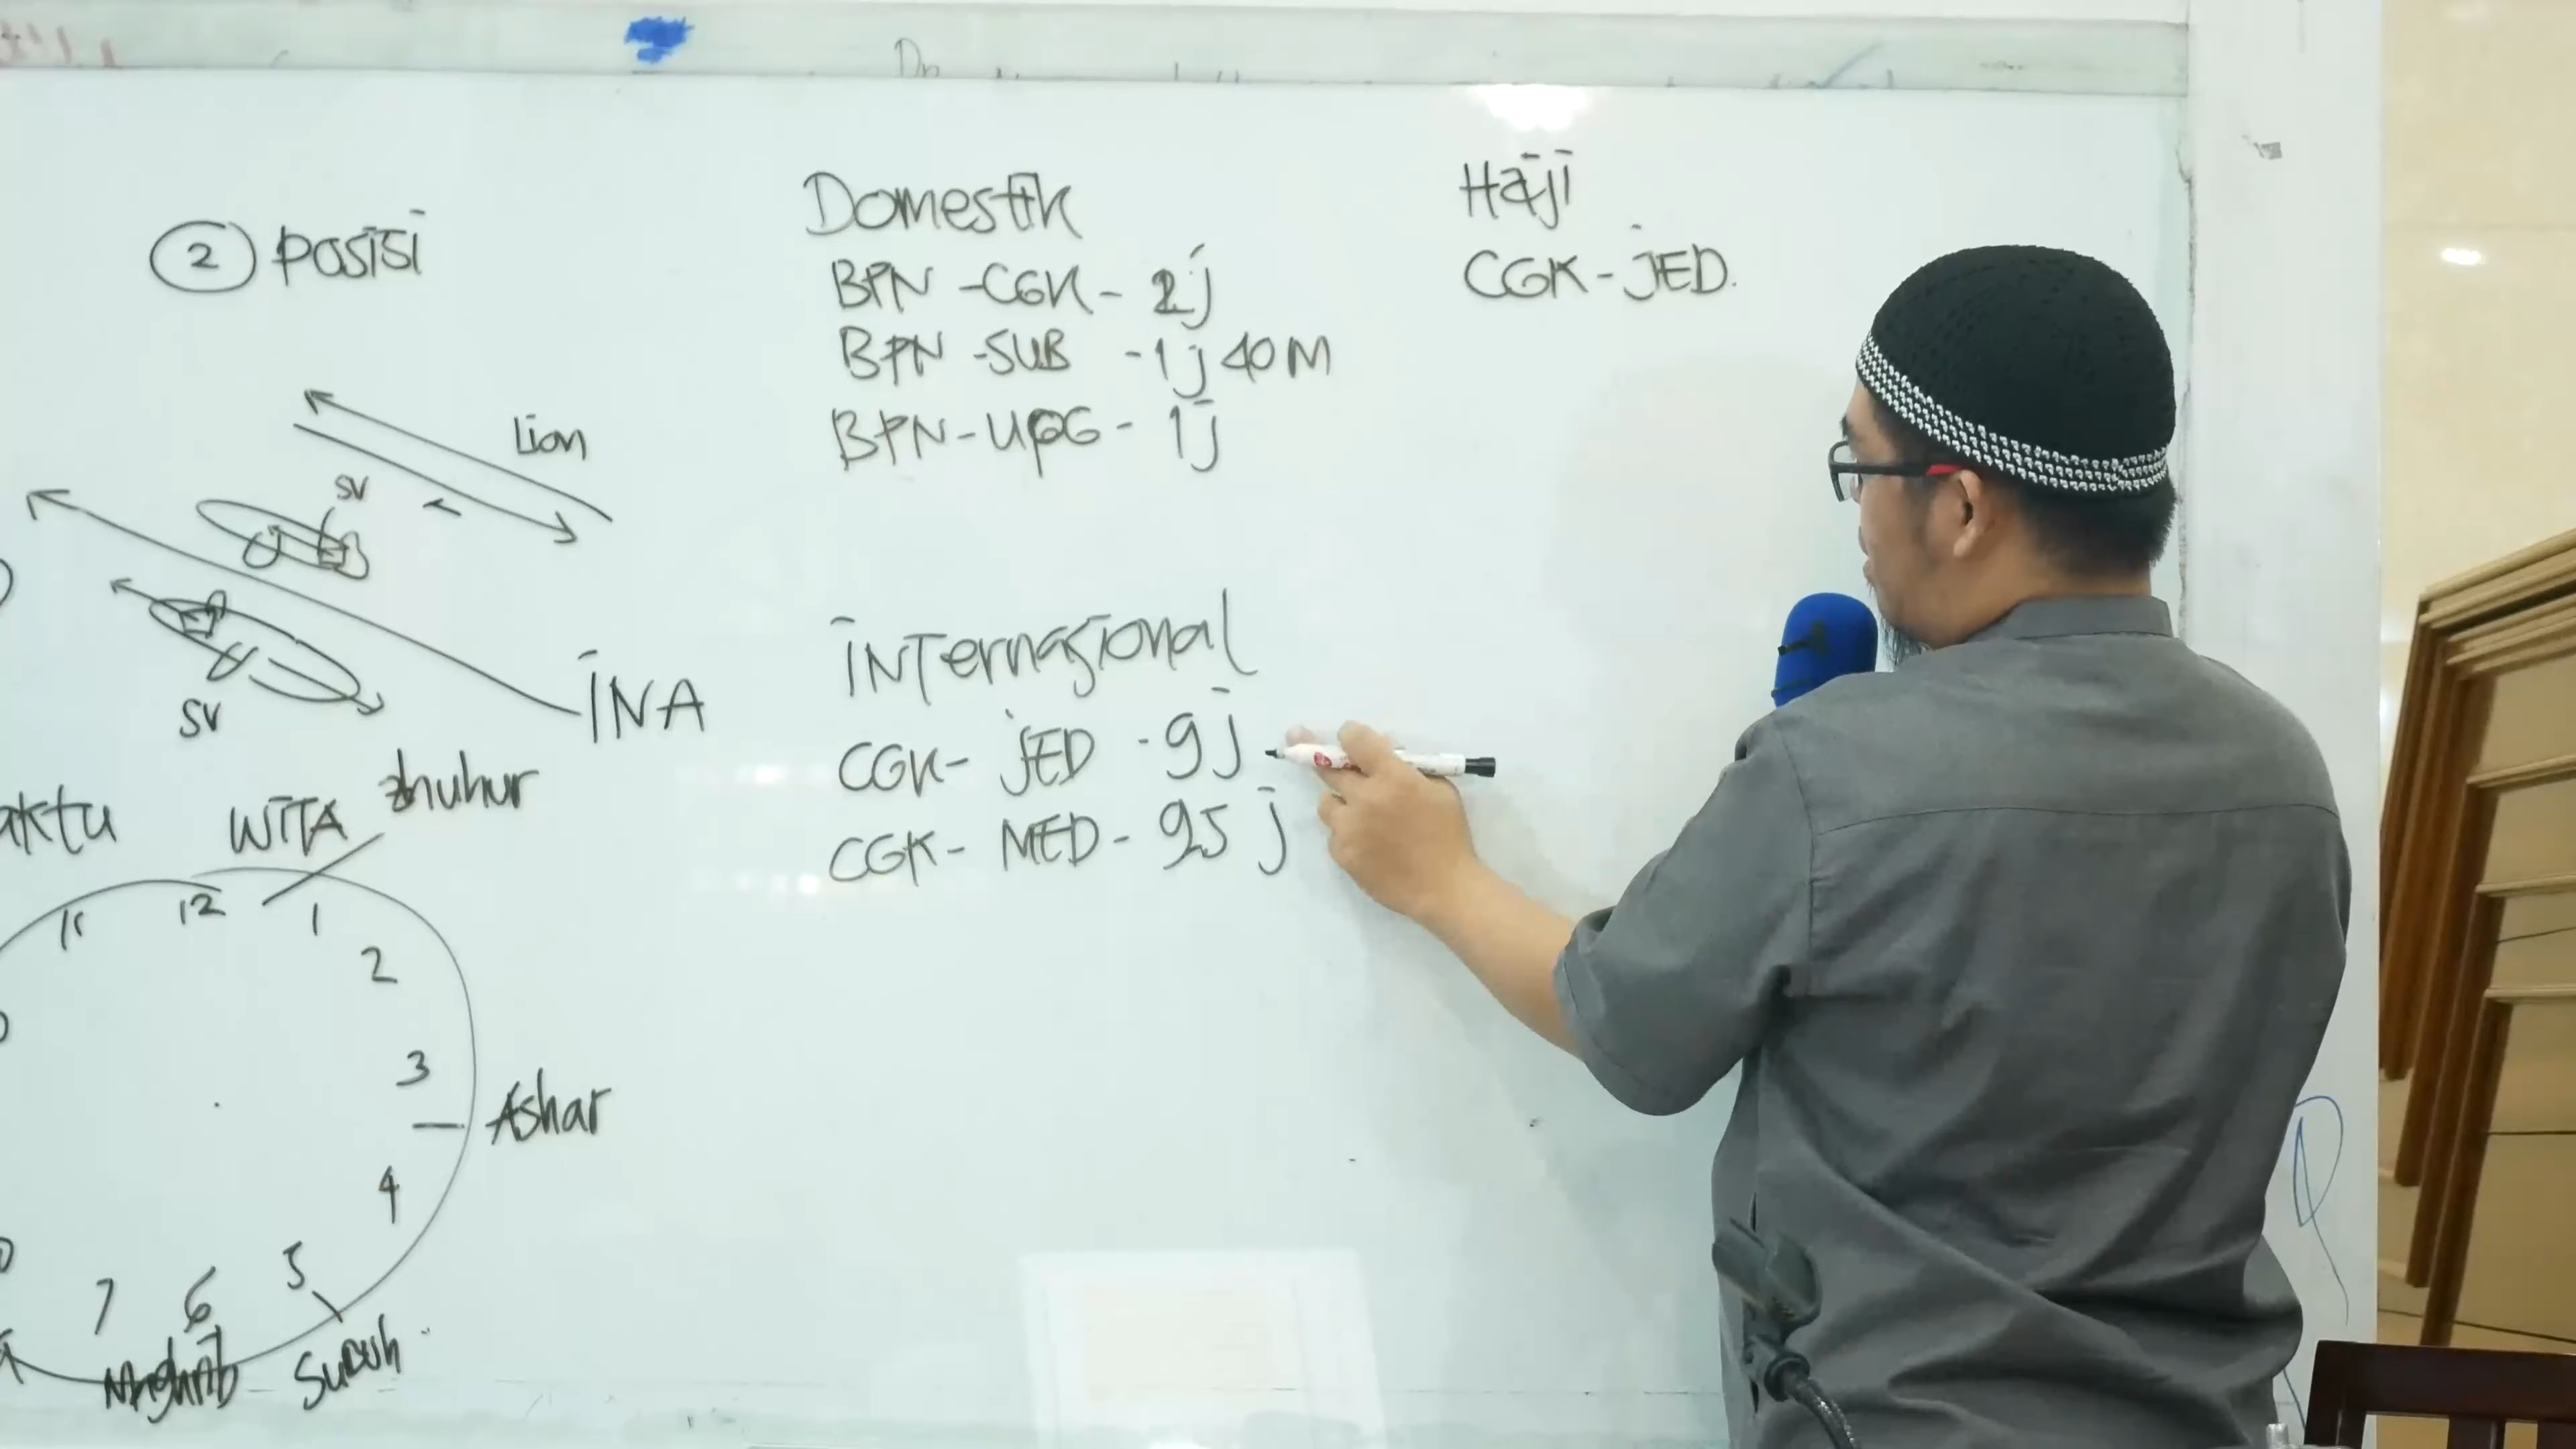 2 posisi
Lion
SV
SV
INA
aktu
WITA
dhuhur
11
12
1
2
3
Ashar
4
5
Subuh
6
Maghrib
7
Domestik
BPN - CGK - 2j
BPN - SUB - 1j 40M
BPN - UPG - 1j
internasional
CGK - jED - 9j
CGK - MED - 95 j
Haji
CGK - jED.